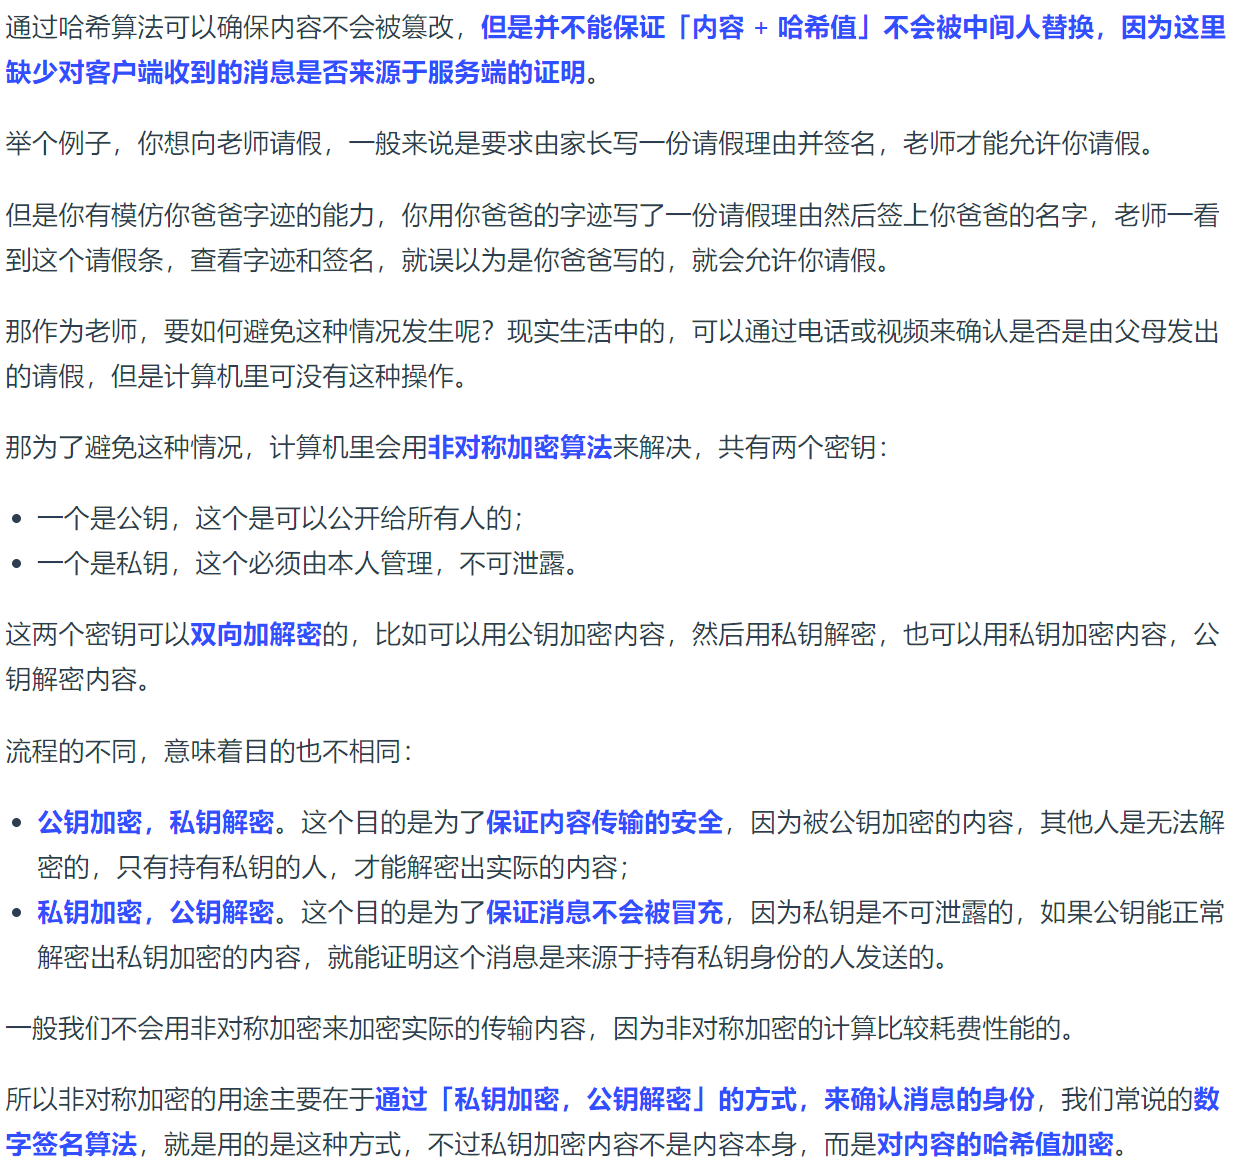 通过哈希算法可以确保内容不会被篡改，但是并不能保证「内容 + 哈希值」不会被中间人替换，因为这里
缺少对客户端收到的消息是否来源于服务端的证明。
举个例子，你想向老师请假，一般来说是要求由家长写一份请假理由并签名，老师才能允许你请假。
但是你有模仿你爸爸字迹的能力，你用你爸爸的字迹写了一份请假理由然后签上你爸爸的名字，老师一看
到这个请假条，查看字迹和签名，就误以为是你爸爸写的，就会允许你请假。
那作为老师，要如何避免这种情况发生呢？现实生活中的，可以通过电话或视频来确认是否是由父母发出
的请假，但是计算机里可没有这种操作。
那为了避免这种情况，计算机里会用非对称加密算法来解决，共有两个密钥：
• 一个是公钥，这个是可以公开给所有人的；
• 一个是私钥，这个必须由本人管理，不可泄露。
这两个密钥可以双向加解密的，比如可以用公钥加密内容，然后用私钥解密，也可以用私钥加密内容，公
钥解密内容。
流程的不同，意味着目的也不相同：
• 公钥加密，私钥解密。这个目的是为了保证内容传输的安全，因为被公钥加密的内容，其他人是无法解
密的，只有持有私钥的人，才能解密出实际的内容；
• 私钥加密，公钥解密。这个目的是为了保证消息不会被冒充，因为私钥是不可泄露的，如果公钥能正常
解密出私钥加密的内容，就能证明这个消息是来源于持有私钥身份的人发送的。
一般我们不会用非对称加密来加密实际的传输内容，因为非对称加密的计算比较耗费性能的。
所以非对称加密的用途主要在于通过「私钥加密，公钥解密」的方式，来确认消息的身份，我们常说的数
字签名算法，就是用的是这种方式，不过私钥加密内容不是内容本身，而是对内容的哈希值加密。